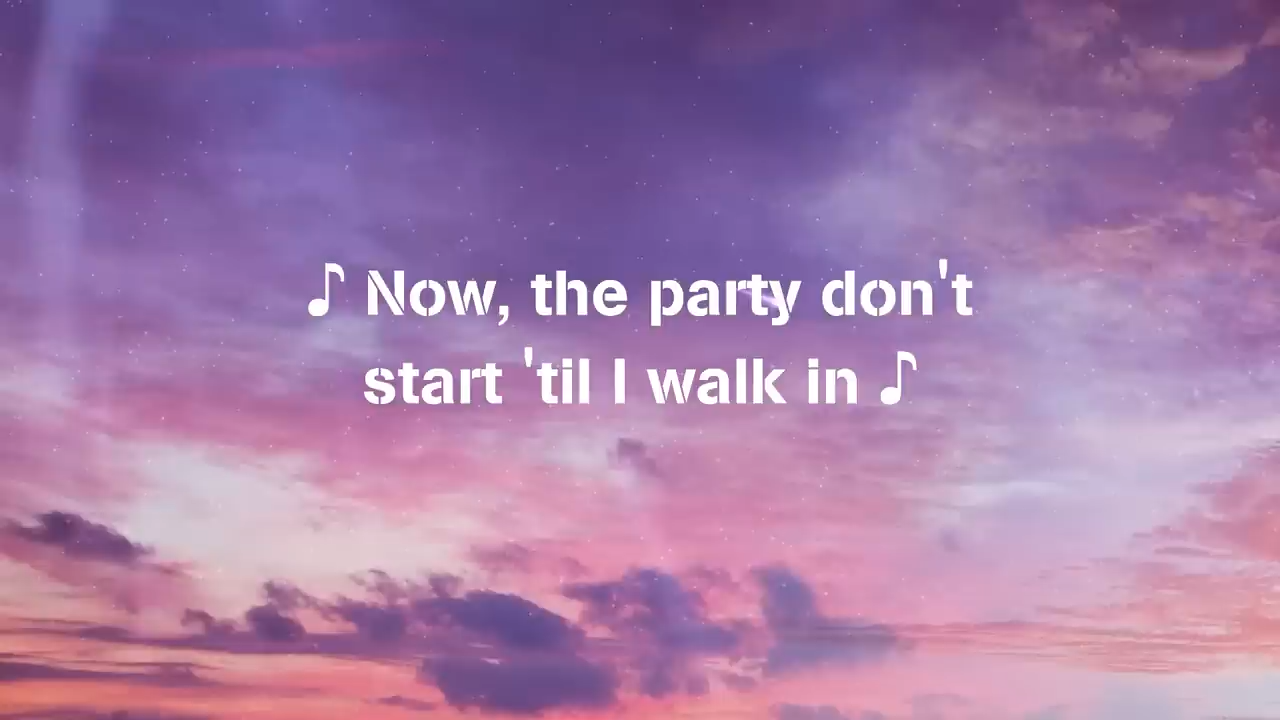 ♪ Now, the party don't
start 'til I walk in ♪